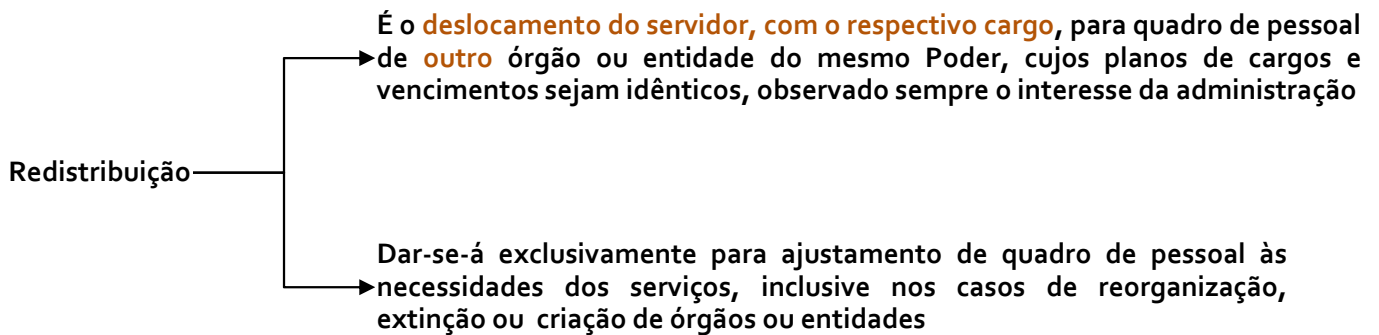 É o deslocamento do servidor, com o respectivo cargo, para quadro de pessoal
de outro órgão ou entidade do mesmo Poder, cujos planos de cargos e
vencimentos sejam idênticos, observado sempre o interesse da administração
Redistribuição
Dar-se-á exclusivamente para ajustamento de quadro de pessoal às
necessidades dos serviços, inclusive nos casos de reorganização,
extinção ou criação de órgãos ou entidades